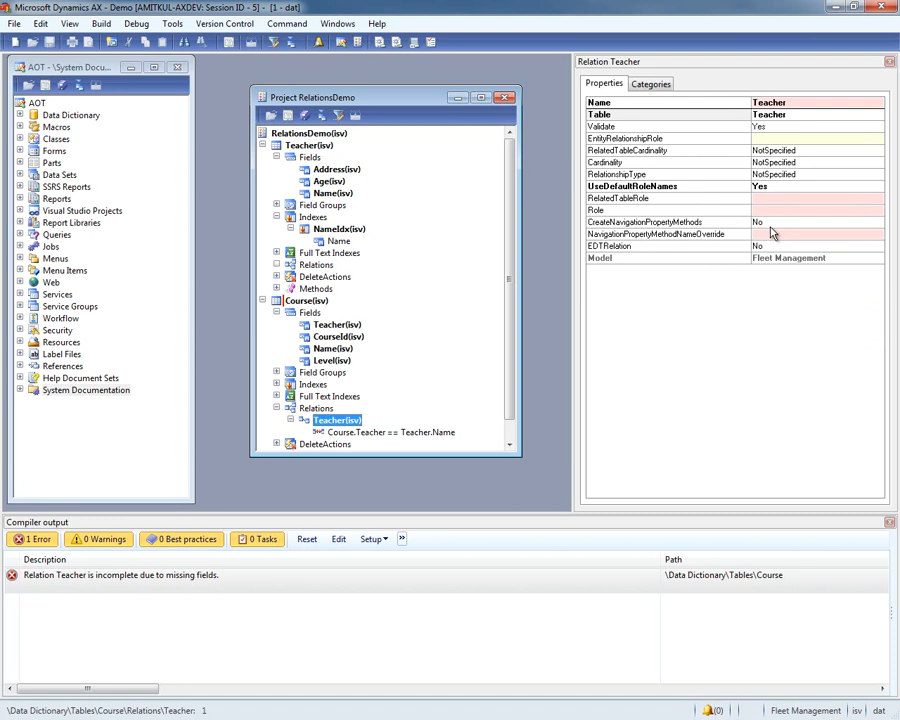 Microsoft Dynamics AX - Demo [AMITKUL-AXDEV: Session ID - 5] - [1 - dat]
File Edit View Build Debug Tools Version Control Command Windows Help
AOT - \System Docu...
AOT
Data Dictionary
Macros
Classes
Forms
Parts
Data Sets
SSRS Reports
Reports
Visual Studio Projects
Report Libraries
Queries
Jobs
Menus
Menu Items
Web
Services
Service Groups
Workflow
Security
Resources
Label Files
References
Help Document Sets
System Documentation
Project RelationsDemo
RelationsDemo(isv)
Teacher(isv)
Fields
Address(isv)
Age(isv)
Name(isv)
Field Groups
Indexes
NameIdx(isv)
Name
Full Text Indexes
Relations
DeleteActions
Methods
Course(isv)
Fields
Teacher(isv)
CourseId(isv)
Name(isv)
Level(isv)
Field Groups
Indexes
Full Text Indexes
Relations
Teacher(isv)
Course.Teacher == Teacher.Name
DeleteActions
Relation Teacher
Properties Categories
Name Teacher
Table Teacher
Validate Yes
EntityRelationshipRole
RelatedTableCardinality NotSpecified
Cardinality NotSpecified
RelationshipType NotSpecified
UseDefaultRoleNames Yes
RelatedTableRole
Role
CreateNavigationPropertyMethods No
NavigationPropertyMethodNameOverride
EDTRelation No
Model Fleet Management
Compiler output
1 Error 0 Warnings 0 Best practices 0 Tasks Reset Edit Setup »
Description Path
Relation Teacher is incomplete due to missing fields. \Data Dictionary\Tables\Course
\Data Dictionary\Tables\Course\Relations\Teacher: 1 (0) Fleet Management isv dat